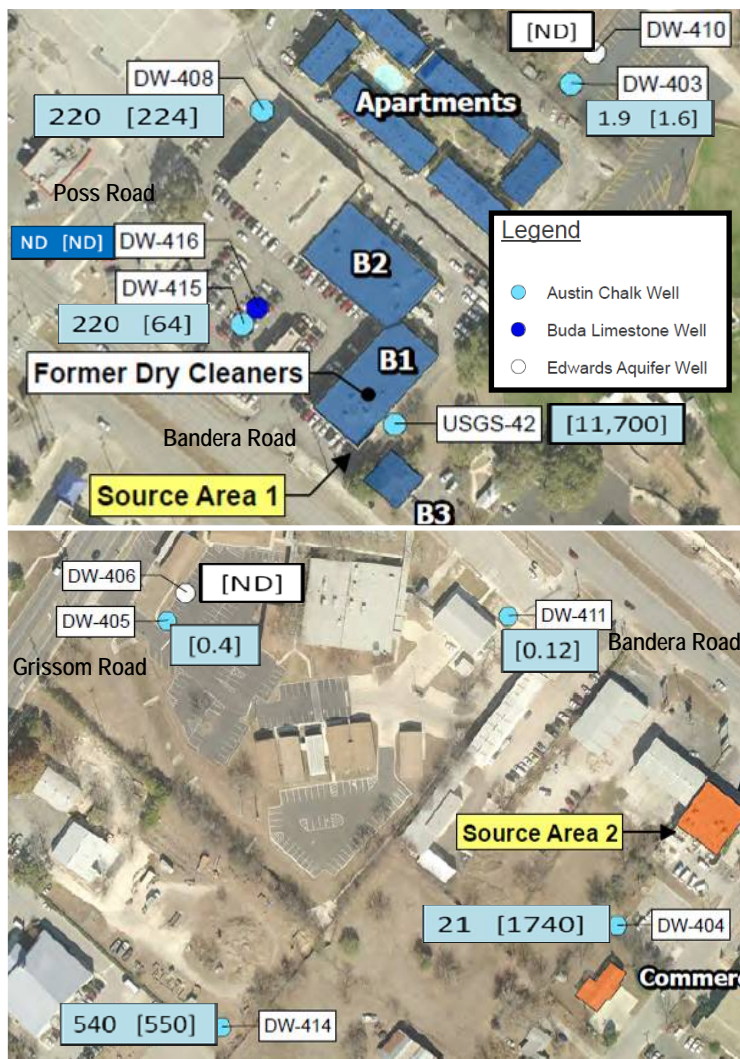 [ND]
DW-410
DW-408
DW-403
Apartments
220 [224]
1.9 [1.6]
Poss Road
ND [ND] DW-416
DW-415
220 [64]
B2
Legend
Austin Chalk Well
Buda Limestone Well
Edwards Aquifer Well
Former Dry Cleaners
B1
Bandera Road
USGS-42 [11,700]
Source Area 1
B3
DW-406
[ND]
DW-405
[0.4]
DW-411
[0.12]
Bandera Road
Grissom Road
Source Area 2
21 [1740]
DW-404
Commerc
540 [550]
DW-414